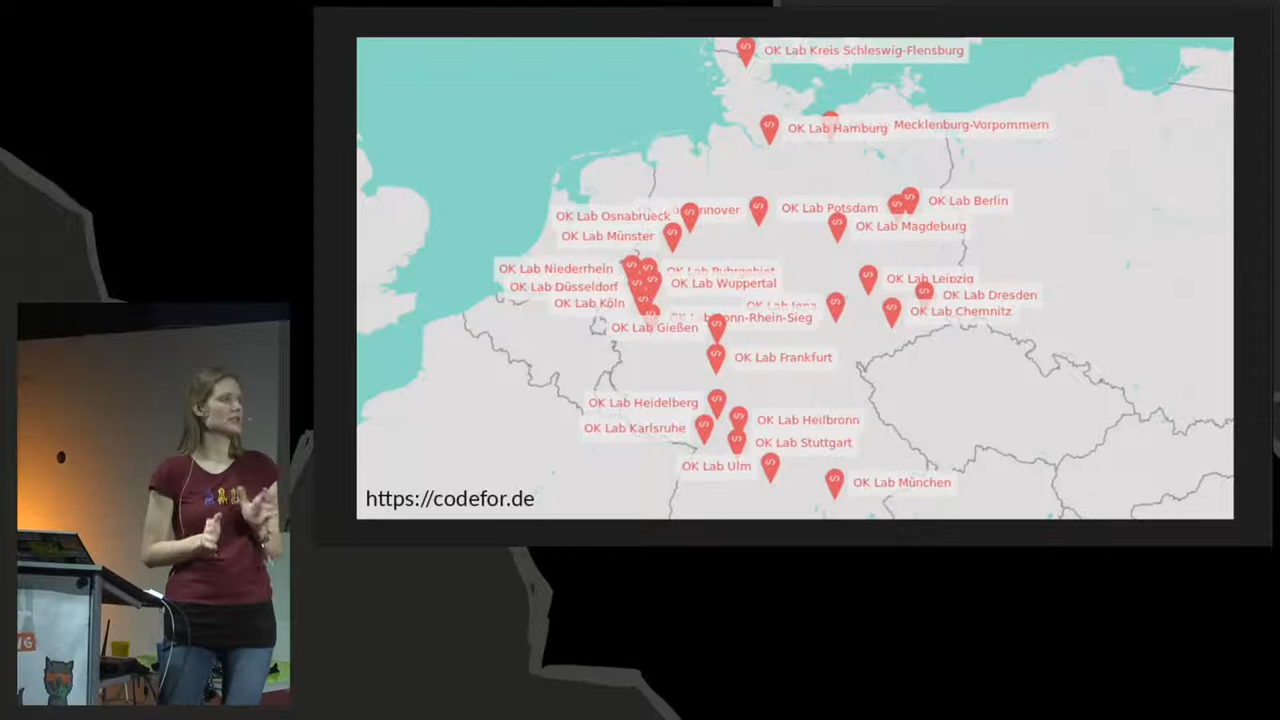 OK Lab Kreis Schleswig-Flensburg
OK Lab Hamburg
Mecklenburg-Vorpommern
OK Lab Berlin
OK Lab Potsdam
OK Lab Osnabrueck
OK Lab Magdeburg
OK Lab Münster
OK Lab Niederrhein
OK Lab Wuppertal
OK Lab Düsseldorf
OK Lab Leipzig
OK Lab Dresden
OK Lab Köln
OK Lab Chemnitz
OK Lab Gießen
OK Lab Frankfurt
OK Lab Heidelberg
OK Lab Heilbronn
OK Lab Karlsruhe
OK Lab Stuttgart
OK Lab Ulm
OK Lab München
https://codefor.de